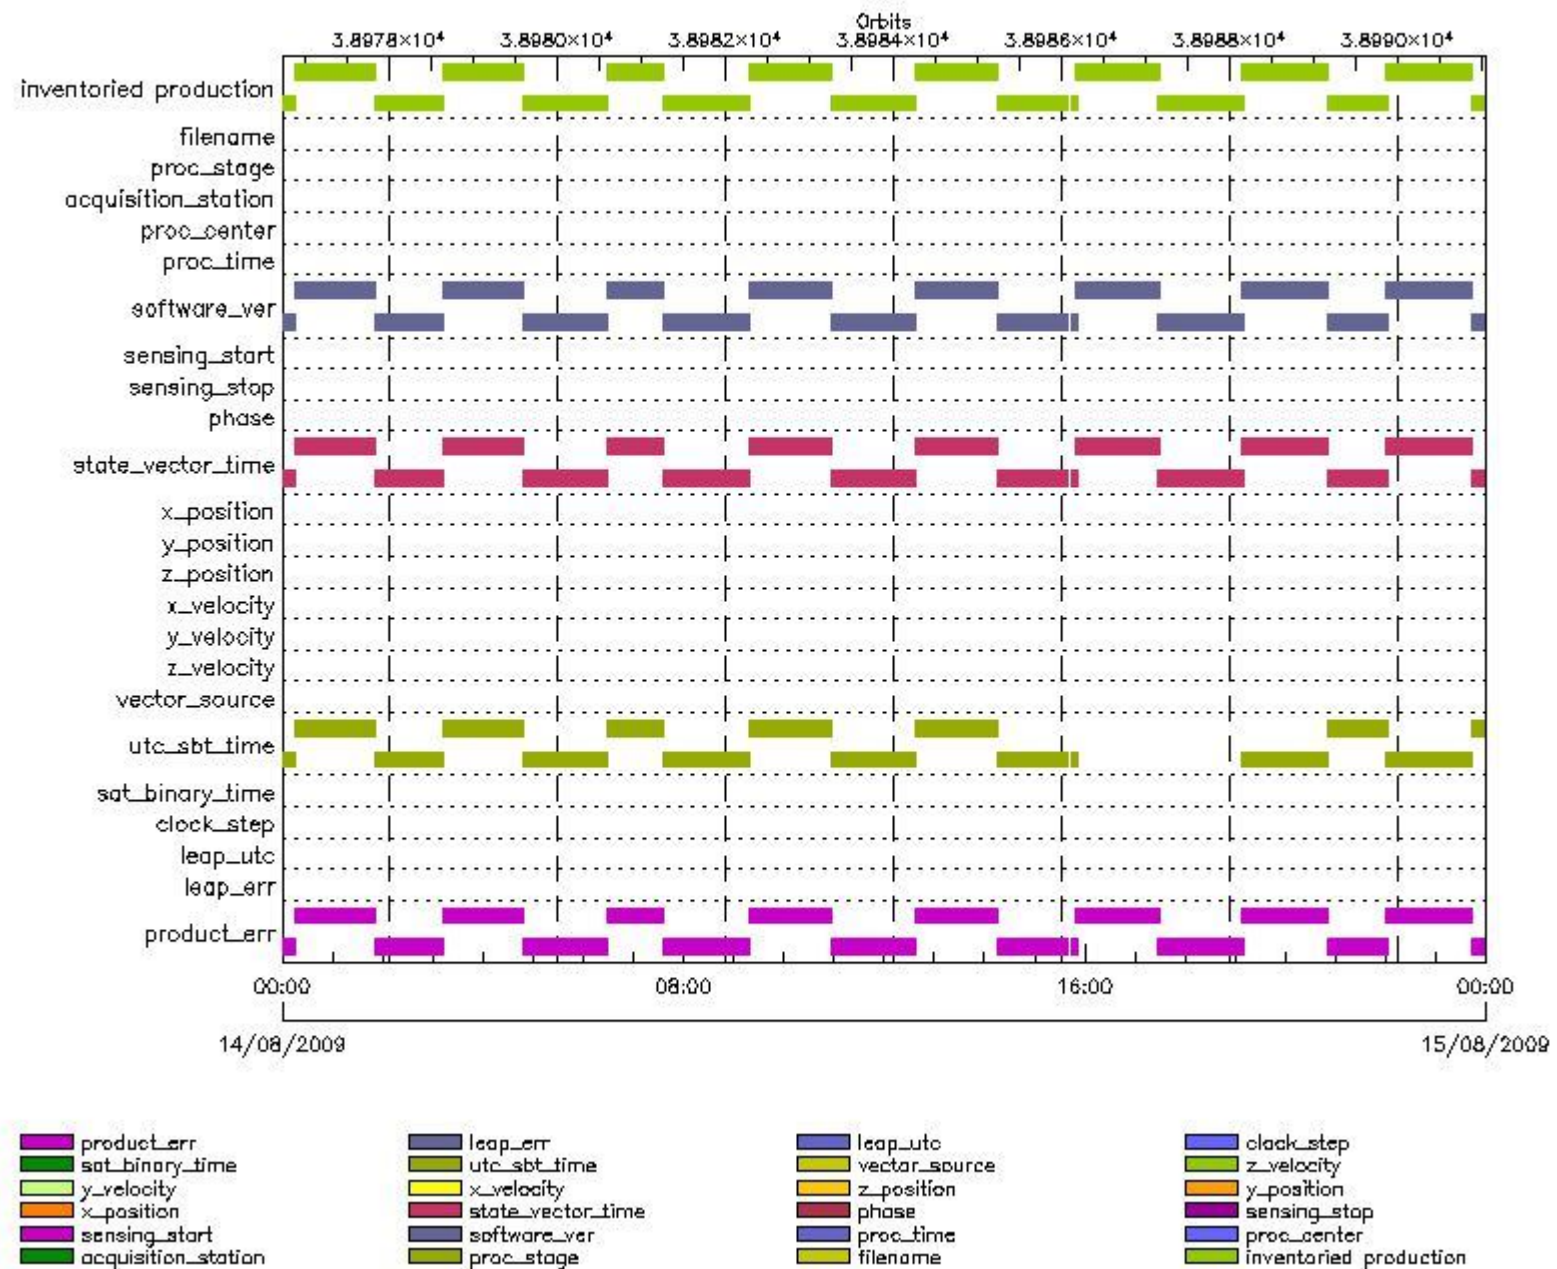 Orbits
3.8978×10⁴ 3.8980×10⁴ 3.8982×10⁴ 3.8984×10⁴ 3.8986×10⁴ 3.8988×10⁴ 3.8990×10⁴
inventoried production
filename
proc_stage
acquisition_station
proc_center
proc_time
software_ver
sensing_start
sensing_stop
phase
state_vector_time
x_position
y_position
z_position
x_velocity
y_velocity
z_velocity
vector_source
utc_sbt_time
sat_binary_time
clock_step
leap_utc
leap_err
product_err
00:00 08:00 16:00 00:00
14/08/2009 15/08/2009
product_err leap_err leap_utc clock_step
sat_binary_time utc_sbt_time vector_source z_velocity
y_velocity x_velocity z_position y_position
x_position state_vector_time phase sensing_stop
sensing_start software_ver proc_time proc_center
acquisition_station proc_stage filename inventoried production